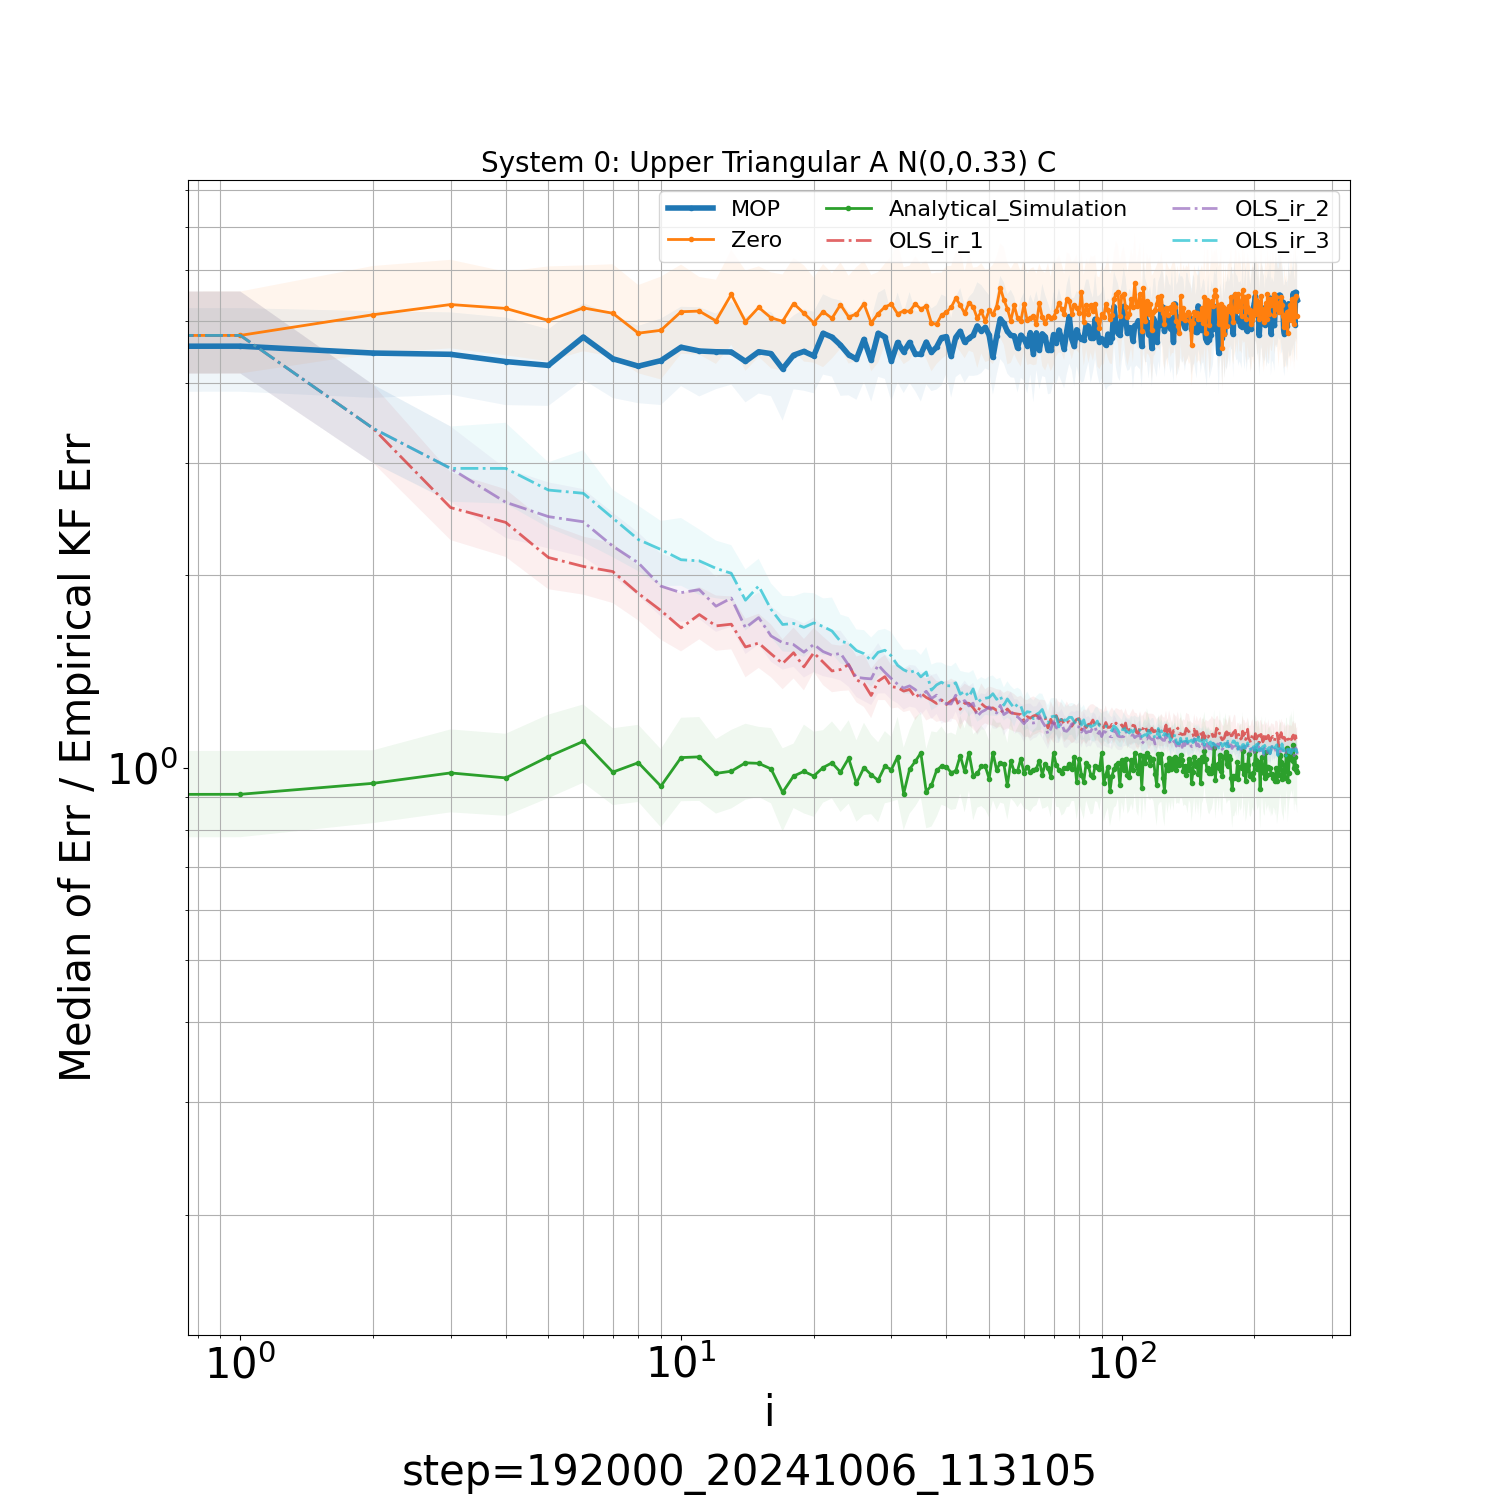 System 0: Upper Triangular A N(0,0.33) C
MOP
Zero
Analytical_Simulation
OLS_ir_1
OLS_ir_2
OLS_ir_3
Median of Err / Empirical KF Err
10⁰
10⁰ 10¹ 10²
i
step=192000_20241006_113105